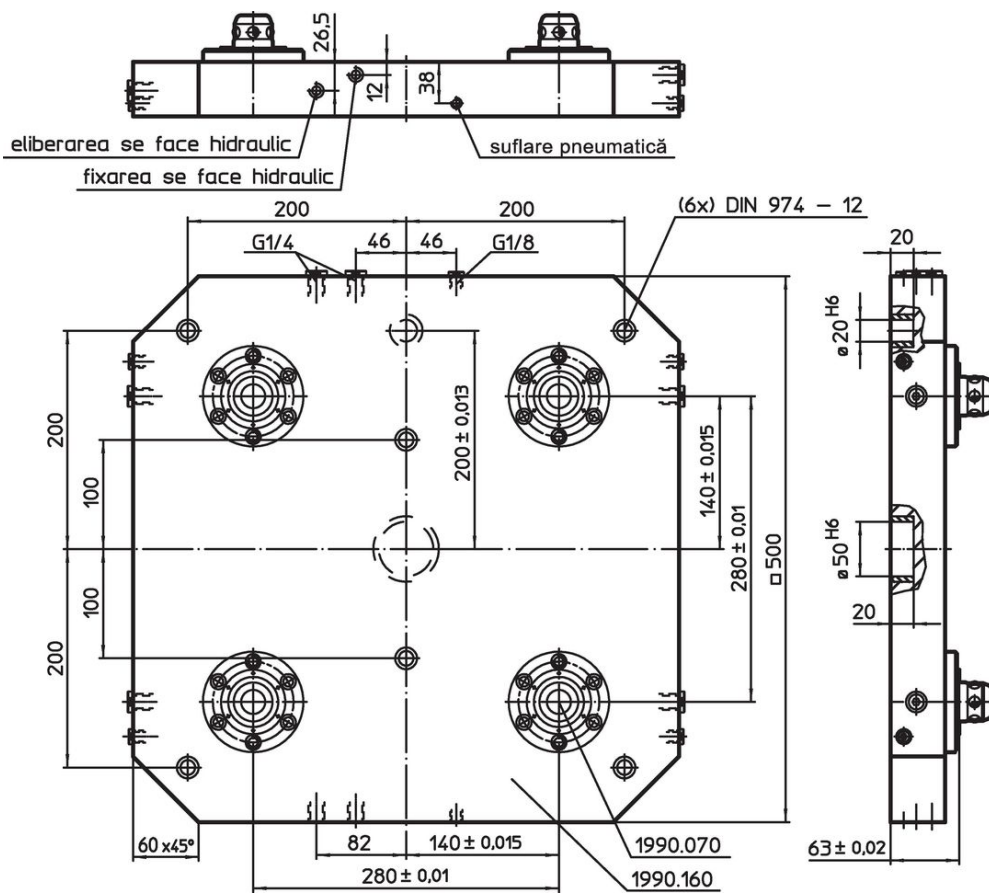 26,5
12
38
eliberarea se face hidraulic
suflare pneumatică
fixarea se face hidraulic
200
200
(6x) DIN 974 – 12
G1/4
46
46
G1/8
20
ø20 H6
200
200±0,013
140±0,015
100
280±0,01
□500
ø50 H6
100
200
20
60x45°
82
140±0,015
1990.070
63±0,02
280±0,01
1990.160